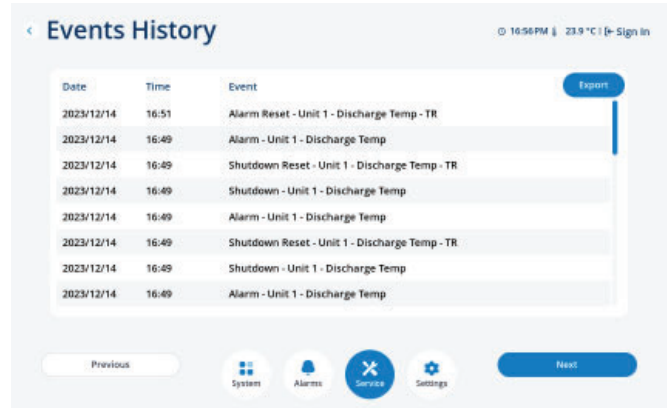 Events History
16:56PM 23.9 °C Sign In
Date Time Event Export
2023/12/14 16:51 Alarm Reset - Unit 1 - Discharge Temp - TR
2023/12/14 16:49 Alarm - Unit 1 - Discharge Temp
2023/12/14 16:49 Shutdown Reset - Unit 1 - Discharge Temp - TR
2023/12/14 16:49 Shutdown - Unit 1 - Discharge Temp
2023/12/14 16:49 Alarm - Unit 1 - Discharge Temp
2023/12/14 16:49 Shutdown Reset - Unit 1 - Discharge Temp - TR
2023/12/14 16:49 Shutdown - Unit 1 - Discharge Temp
2023/12/14 16:49 Alarm - Unit 1 - Discharge Temp
Previous System Alarms Service Settings Next